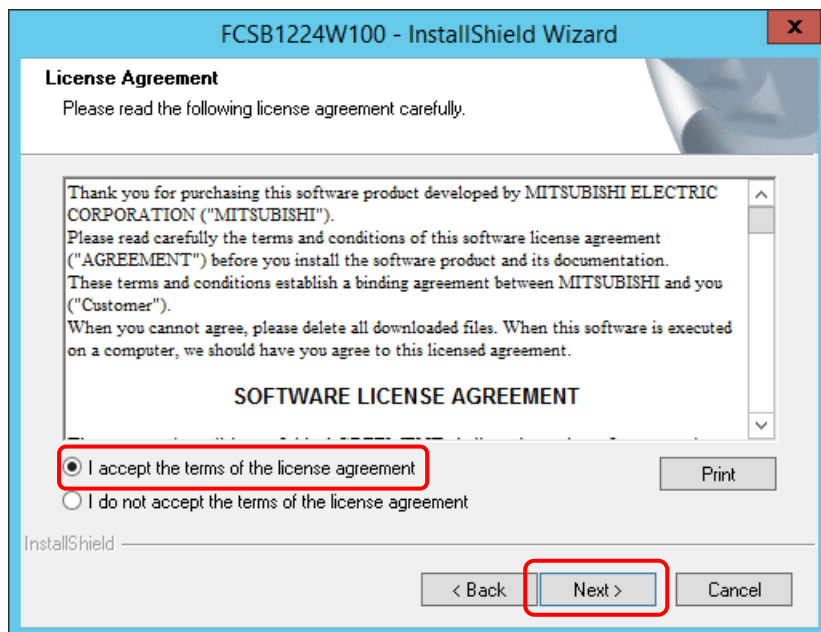 FCSB1224W100 - InstallShield Wizard
x
License Agreement
Please read the following license agreement carefully.
Thank you for purchasing this software product developed by MITSUBISHI ELECTRIC
CORPORATION ("MITSUBISHI").
Please read carefully the terms and conditions of this software license agreement
("AGREEMENT") before you install the software product and its documentation.
These terms and conditions establish a binding agreement between MITSUBISHI and you
("Customer").
When you cannot agree, please delete all downloaded files. When this software is executed
on a computer, we should have you agree to this licensed agreement.
SOFTWARE LICENSE AGREEMENT
I accept the terms of the license agreement
Print
I do not accept the terms of the license agreement
InstallShield
< Back
Next >
Cancel